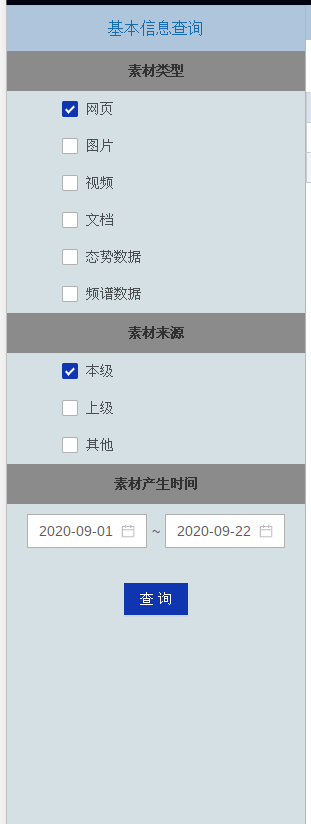 基本信息查询
素材类型
网页
图片
视频
文档
态势数据
频谱数据
素材来源
本级
上级
其他
素材产生时间
2020-09-01 ~ 2020-09-22
查 询